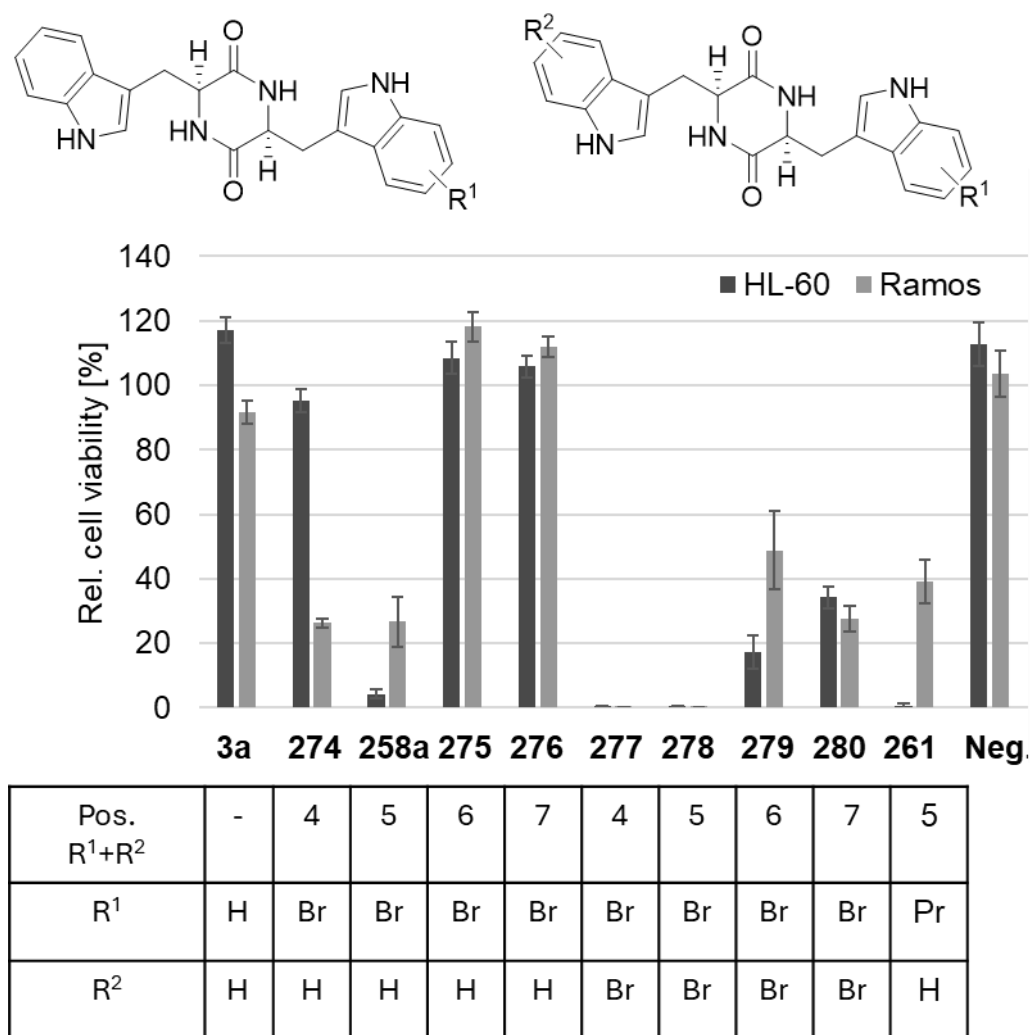 O
H
NH
HN
NH
HN
H
O
R¹
R²
O
H
NH
HN
NH
HN
H
O
R¹
HL-60 Ramos
Rel. cell viability [%]
140
120
100
80
60
40
20
0
3a 274 258a 275 276 277 278 279 280 261 Neg.
Pos. R¹+R² - 4 5 6 7 4 5 6 7 5
R¹ H Br Br Br Br Br Br Br Br Pr
R² H H H H H Br Br Br Br H